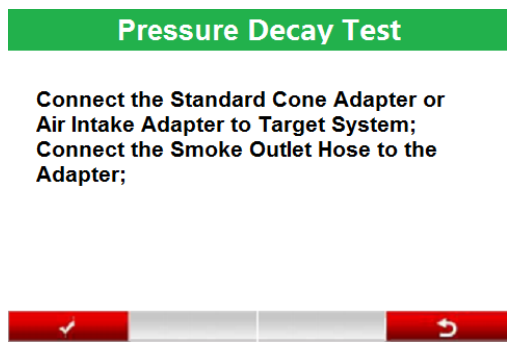 Pressure Decay Test
Connect the Standard Cone Adapter or
Air Intake Adapter to Target System;
Connect the Smoke Outlet Hose to the
Adapter;